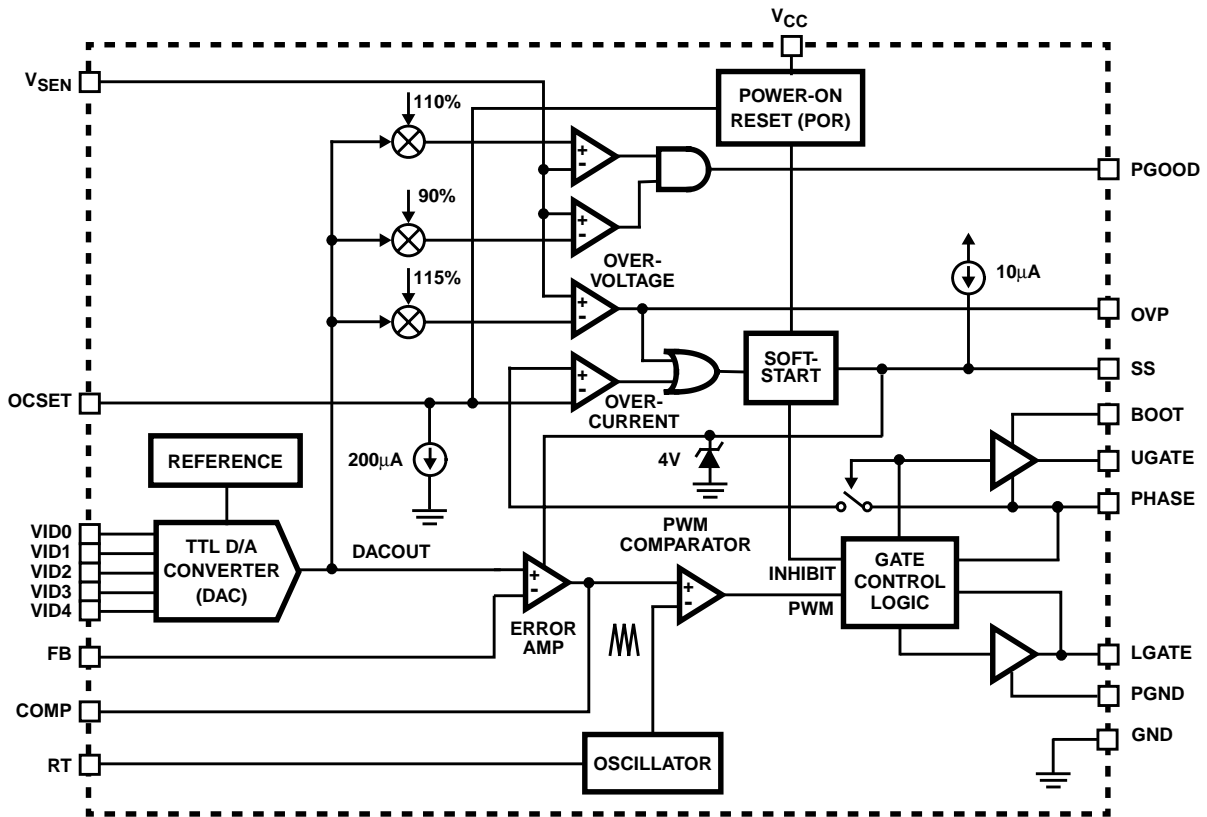 VCC
VSEN
POWER-ON
RESET (POR)
110%
+
-
PGOOD
90%
+
-
OVER-
VOLTAGE
10µA
115%
+
-
OVP
SOFT-
START
SS
+
-
OCSET
OVER-
CURRENT
BOOT
REFERENCE
200µA
4V
UGATE
PHASE
VID0
VID1
VID2
VID3
VID4
TTL D/A
CONVERTER
(DAC)
DACOUT
PWM
COMPARATOR
+
-
+
-
INHIBIT
PWM
GATE
CONTROL
LOGIC
ERROR
AMP
FB
LGATE
PGND
COMP
GND
RT
OSCILLATOR